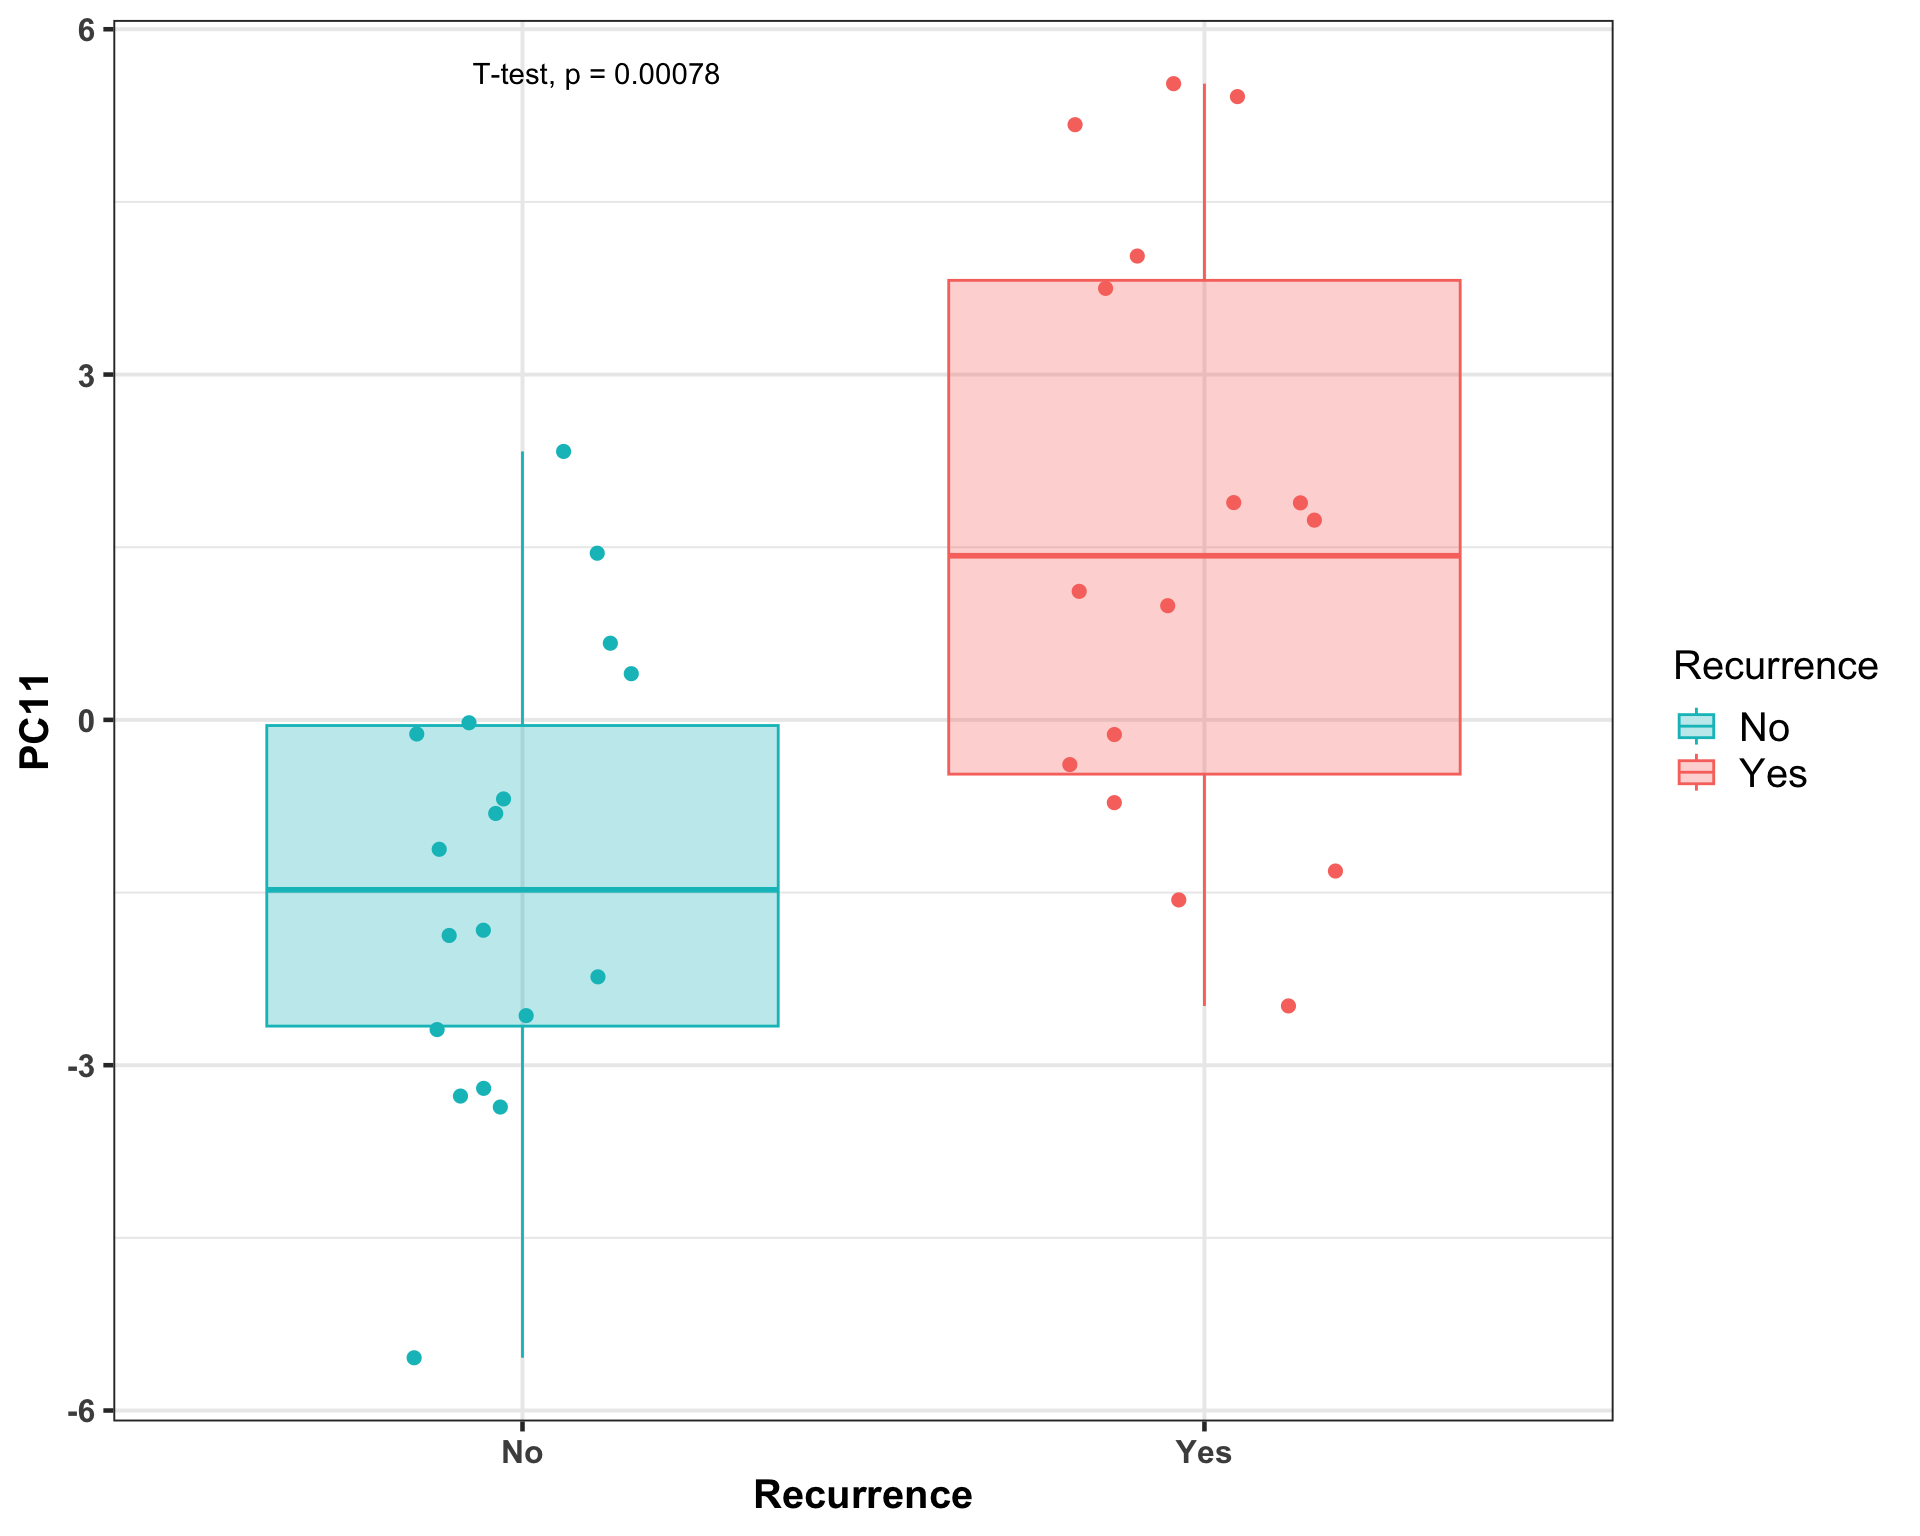 6
T-test, p = 0.00078
3
0
-3
-6
PC11
No
Yes
Recurrence
Recurrence
No
Yes